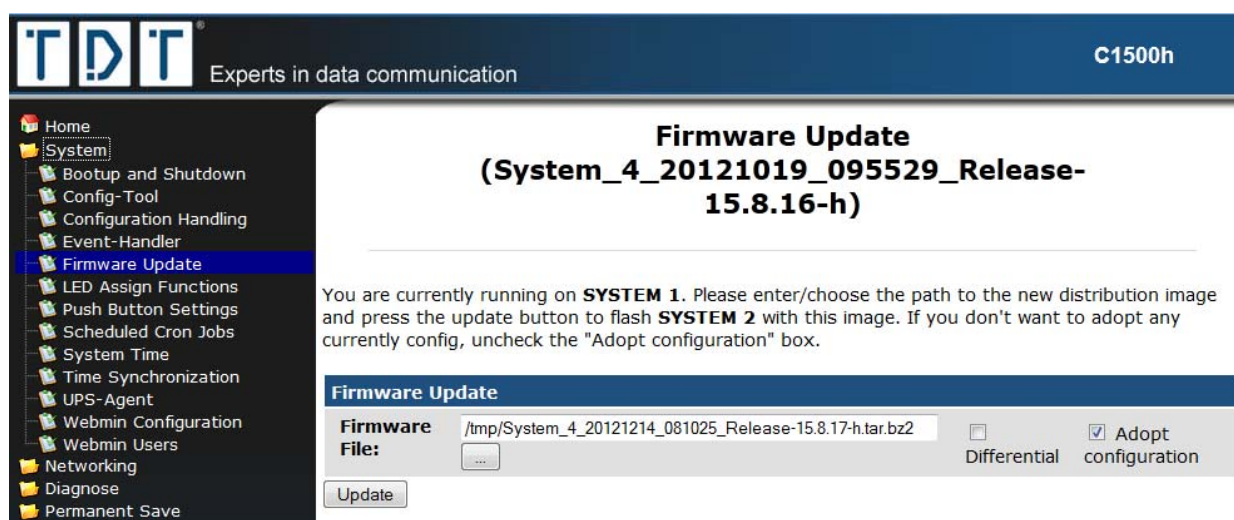 TDT®
Experts in data communication
C1500h
Home
System
Bootup and Shutdown
Config-Tool
Configuration Handling
Event-Handler
Firmware Update
LED Assign Functions
Push Button Settings
Scheduled Cron Jobs
System Time
Time Synchronization
UPS-Agent
Webmin Configuration
Webmin Users
Networking
Diagnose
Permanent Save
Firmware Update
(System_4_20121019_095529_Release-
15.8.16-h)
You are currently running on SYSTEM 1. Please enter/choose the path to the new distribution image
and press the update button to flash SYSTEM 2 with this image. If you don't want to adopt any
currently config, uncheck the "Adopt configuration" box.
Firmware Update
Firmware
File:
/tmp/System_4_20121214_081025_Release-15.8.17-h.tar.bz2
...
Differential
Adopt
configuration
Update